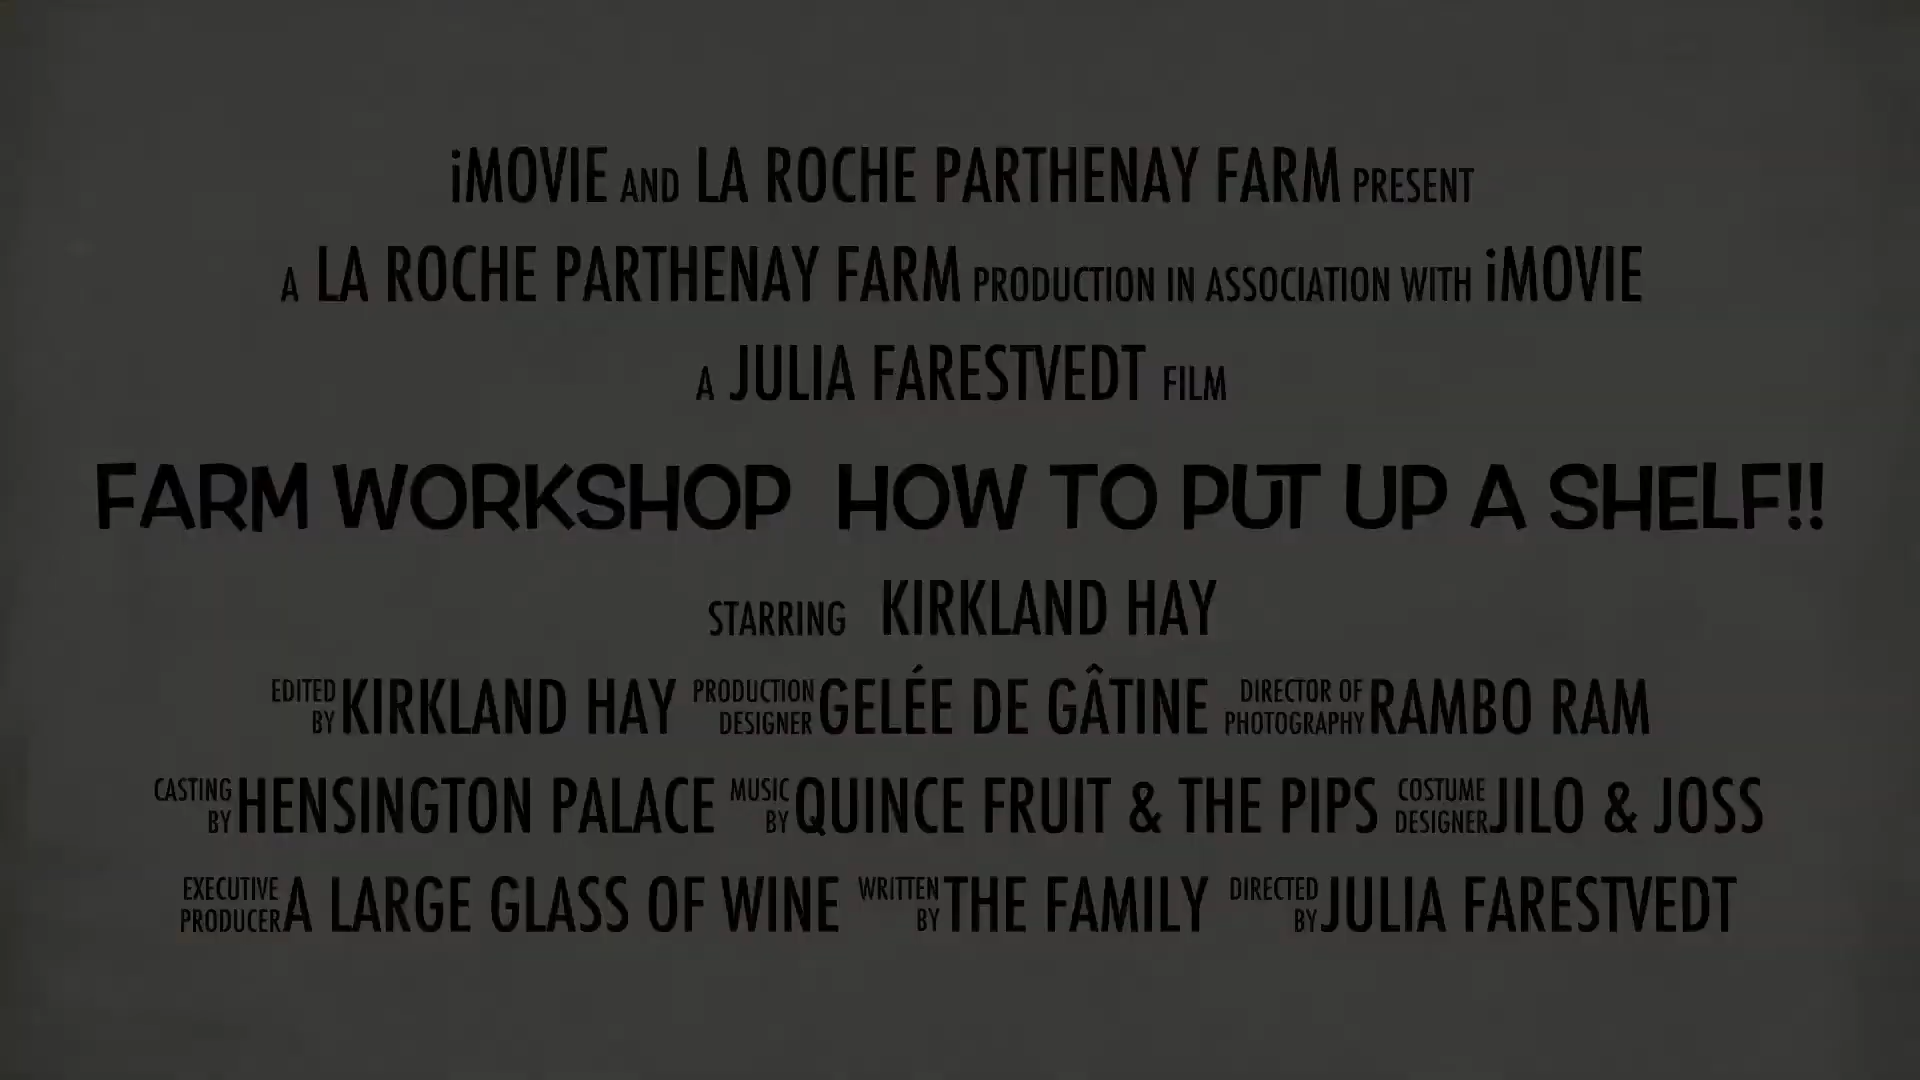 iMOVIE AND LA ROCHE PARTHENAY FARM PRESENT
A LA ROCHE PARTHENAY FARM PRODUCTION IN ASSOCIATION WITH iMOVIE
A JULIA FARESTVEDT FILM
FARM WORKSHOP HOW TO PUT UP A SHELF!!
STARRING KIRKLAND HAY
EDITED BY KIRKLAND HAY PRODUCTION DESIGNER GELÉE DE GÂTINE DIRECTOR OF PHOTOGRAPHY RAMBO RAM
CASTING BY HENSINGTON PALACE MUSIC BY QUINCE FRUIT & THE PIPS COSTUME DESIGNER JILO & JOSS
EXECUTIVE PRODUCER A LARGE GLASS OF WINE WRITTEN BY THE FAMILY DIRECTED BY JULIA FARESTVEDT